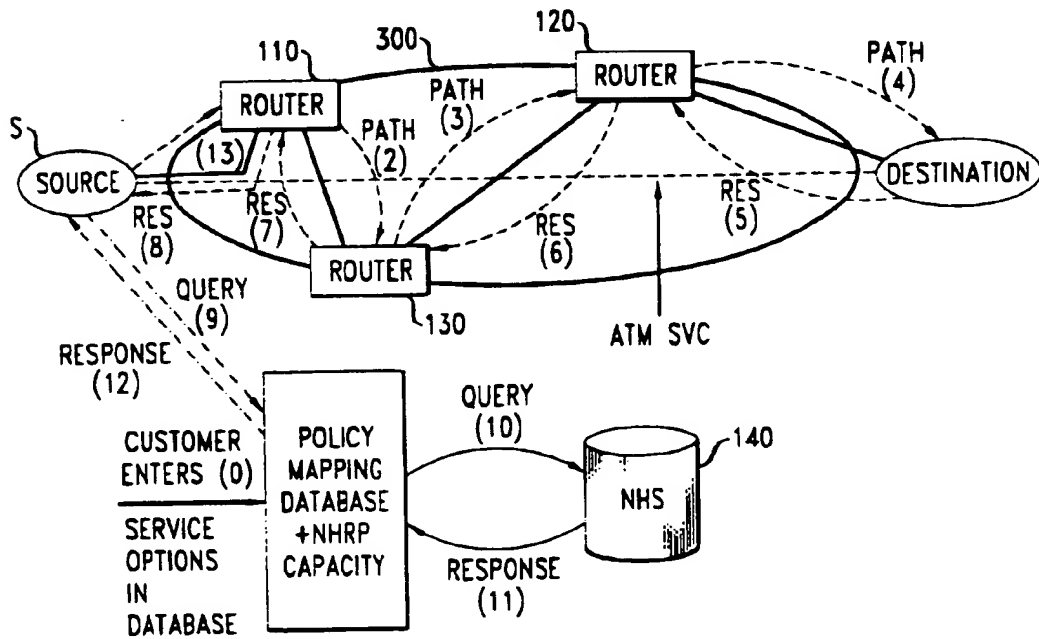 110
300
120
ROUTER
ROUTER
PATH
(4)
PATH
(3)
S
(13)
PATH
(2)
SOURCE
DESTINATION
RES
(8)
RES
(7)
RES
(6)
RES
(5)
ROUTER
130
QUERY
(9)
ATM SVC
RESPONSE
(12)
QUERY
(10)
140
CUSTOMER
ENTERS (0)
SERVICE
OPTIONS
IN
DATABASE
POLICY
MAPPING
DATABASE
+NHRP
CAPACITY
NHS
RESPONSE
(11)